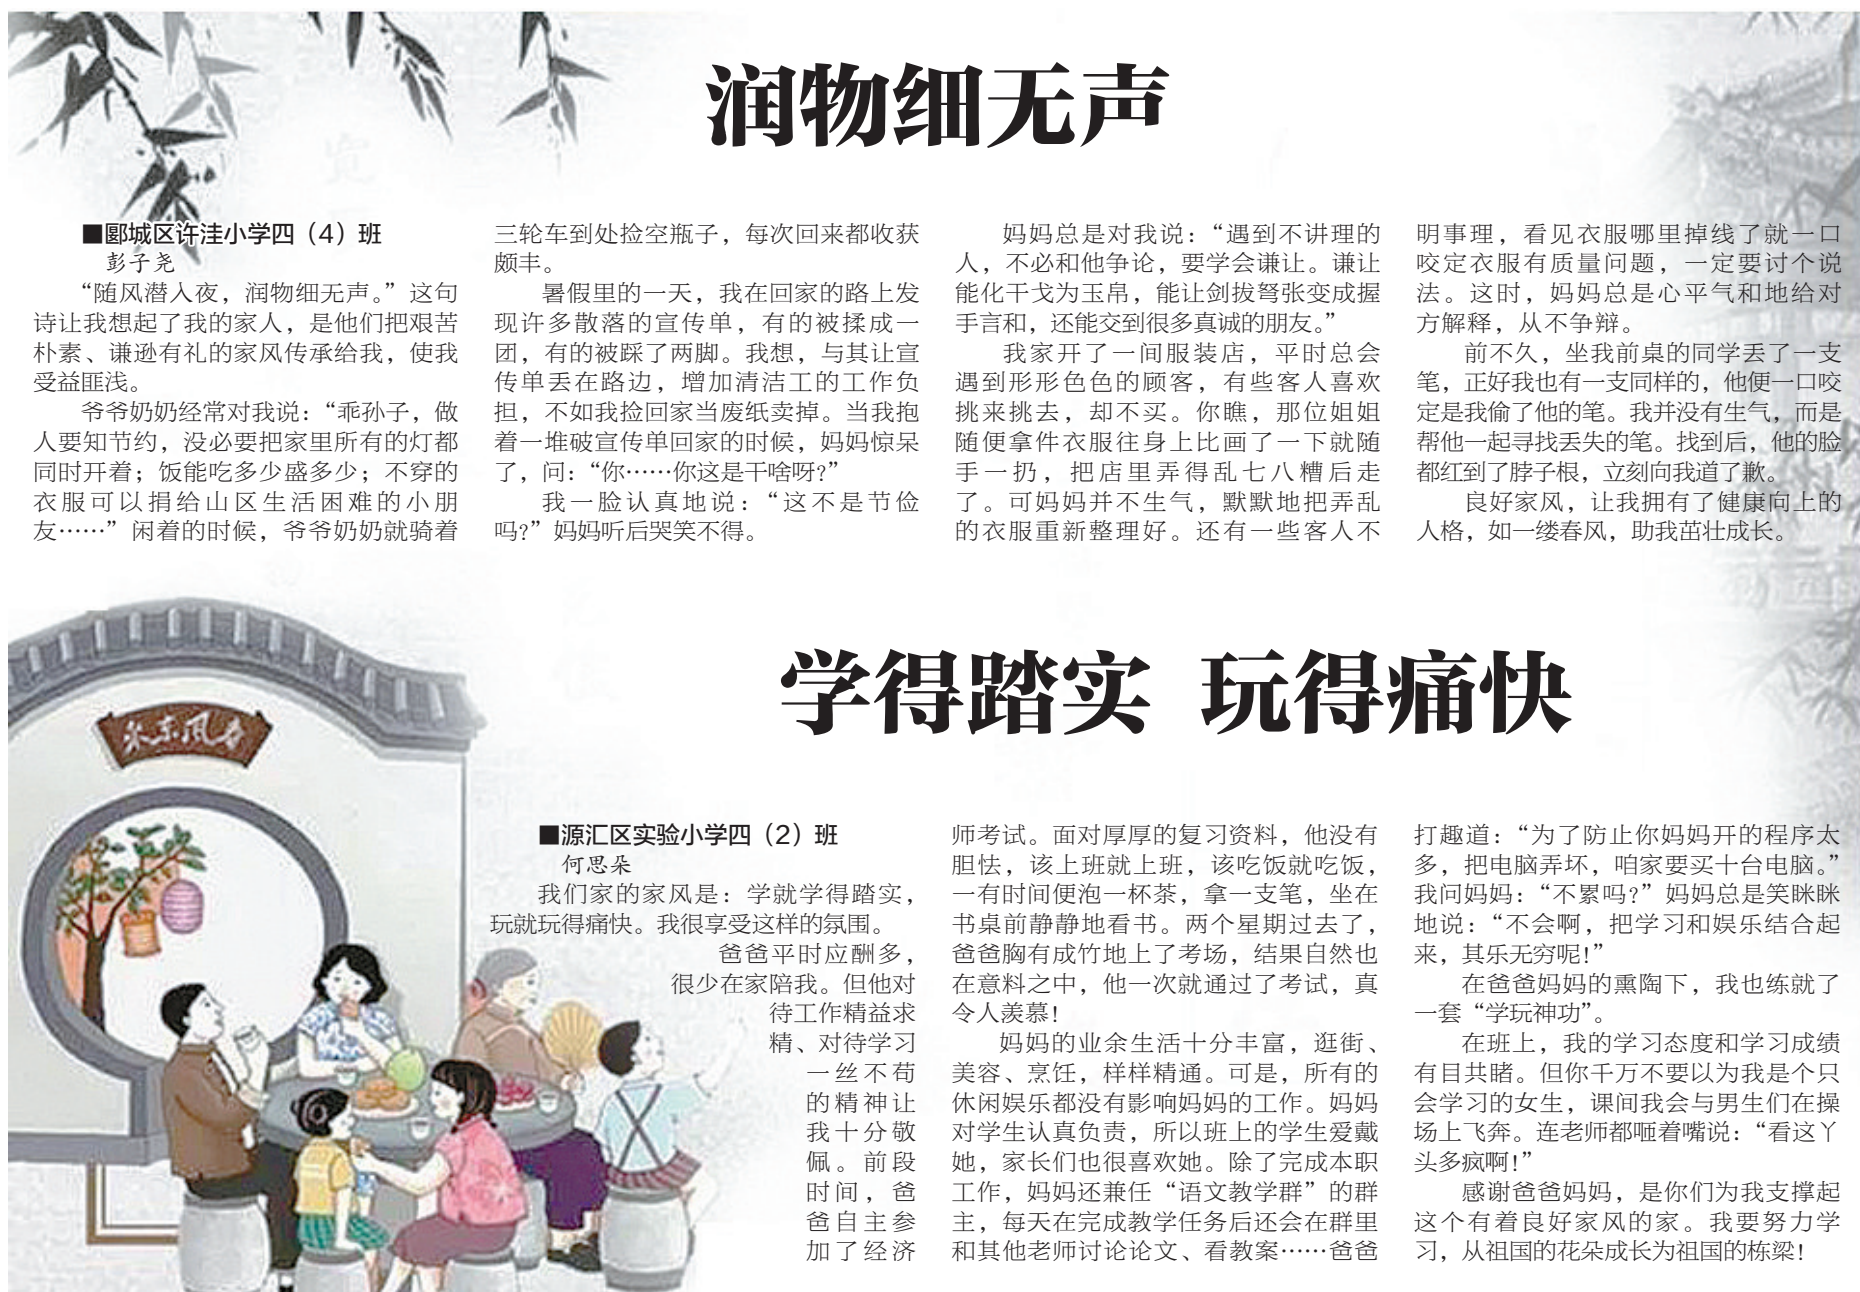 润物细无声
■郾城区许洼小学四（4）班
彭子尧
“随风潜入夜，润物细无声。”这句
诗让我想起了我的家人，是他们把艰苦
朴素、谦逊有礼的家风传承给我，使我
受益匪浅。
爷爷奶奶经常对我说：“乖孙子，做
人要知节约，没必要把家里所有的灯都
同时开着；饭能吃多少盛多少；不穿的
衣服可以捐给山区生活困难的小朋
友……”闲着的时候，爷爷奶奶就骑着
三轮车到处捡空瓶子，每次回来都收获
颇丰。
暑假里的一天，我在回家的路上发
现许多散落的宣传单，有的被揉成一
团，有的被踩了两脚。我想，与其让宣
传单丢在路边，增加清洁工的工作负
担，不如我捡回家当废纸卖掉。当我抱
着一堆破宣传单回家的时候，妈妈惊呆
了，问：“你……你这是干啥呀？”
我一脸认真地说：“这不是节俭
吗？”妈妈听后哭笑不得。
妈妈总是对我说：“遇到不讲理的
人，不必和他争论，要学会谦让。谦让
能化干戈为玉帛，能让剑拔弩张变成握
手言和，还能交到很多真诚的朋友。”
我家开了一间服装店，平时总会
遇到形形色色的顾客，有些客人喜欢
挑来挑去，却不买。你瞧，那位姐姐
随便拿件衣服往身上比画了一下就随
手一扔，把店里弄得乱七八糟后走
了。可妈妈并不生气，默默地把弄乱
的衣服重新整理好。还有一些客人不
明事理，看见衣服哪里掉线了就一口
咬定衣服有质量问题，一定要讨个说
法。这时，妈妈总是心平气和地给对
方解释，从不争辩。
前不久，坐我前桌的同学丢了一支
笔，正好我也有一支同样的，他便一口咬
定是我偷了他的笔。我并没有生气，而是
帮他一起寻找丢失的笔。找到后，他的脸
都红到了脖子根，立刻向我道了歉。
良好家风，让我拥有了健康向上的
人格，如一缕春风，助我茁壮成长。
学得踏实 玩得痛快
■源汇区实验小学四（2）班
何思朵
我们家的家风是：学就学得踏实，
玩就玩得痛快。我很享受这样的氛围。
爸爸平时应酬多，
很少在家陪我。但他对
待工作精益求
精、对待学习
一丝不苟
的精神让
我十分敬
佩。前段
时间，爸
爸自主参
加了经济
师考试。面对厚厚的复习资料，他没有
胆怯，该上班就上班，该吃饭就吃饭，
一有时间便泡一杯茶，拿一支笔，坐在
书桌前静静地看书。两个星期过去了，
爸爸胸有成竹地上了考场，结果自然也
在意料之中，他一次就通过了考试，真
令人羡慕！
妈妈的业余生活十分丰富，逛街、
美容、烹饪，样样精通。可是，所有的
休闲娱乐都没有影响妈妈的工作。妈妈
对学生认真负责，所以班上的学生爱戴
她，家长们也很喜欢她。除了完成本职
工作，妈妈还兼任“语文教学群”的群
主，每天在完成教学任务后还会在群里
和其他老师讨论论文、看教案……爸爸
打趣道：“为了防止你妈妈开的程序太
多，把电脑弄坏，咱家要买十台电脑。”
我问妈妈：“不累吗？”妈妈总是笑眯眯
地说：“不会啊，把学习和娱乐结合起
来，其乐无穷呢！”
在爸爸妈妈的熏陶下，我也练就了
一套“学玩神功”。
在班上，我的学习态度和学习成绩
有目共睹。但你千万不要以为我是个只
会学习的女生，课间我会与男生们在操
场上飞奔。连老师都咂着嘴说：“看这丫
头多疯啊！”
感谢爸爸妈妈，是你们为我支撑起
这个有着良好家风的家。我要努力学
习，从祖国的花朵成长为祖国的栋梁！